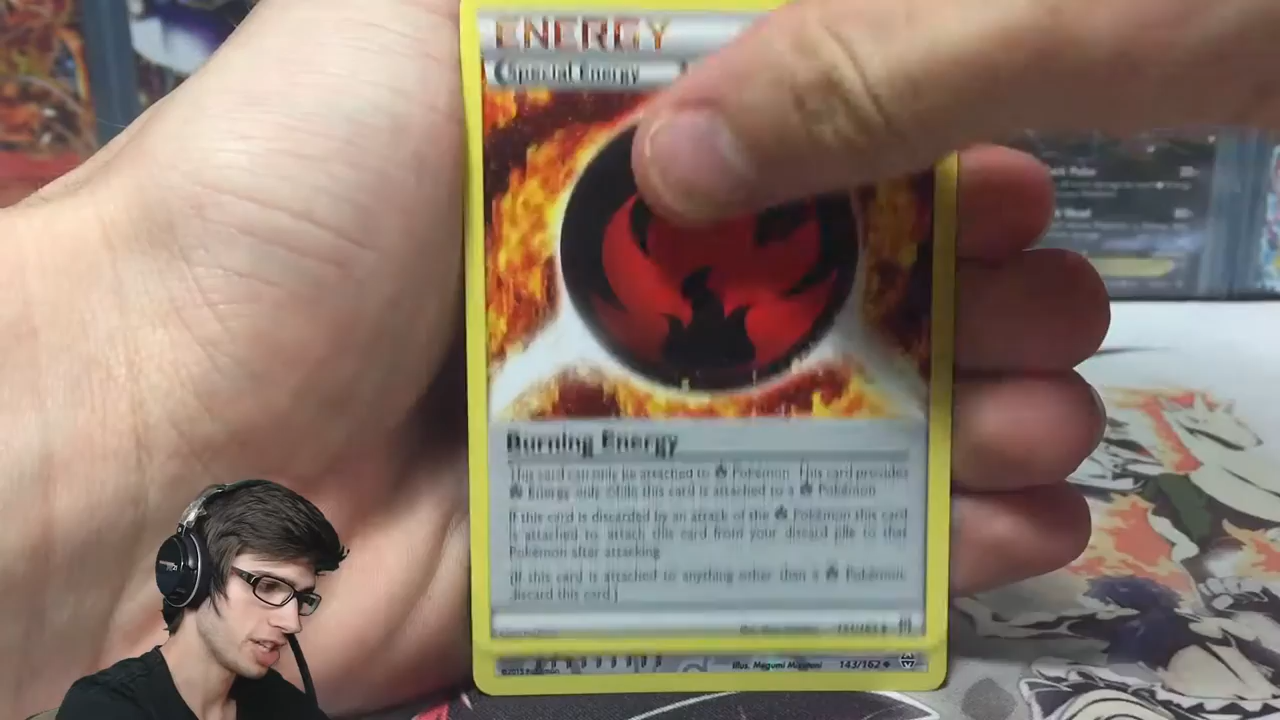 ENERGY
Special Energy
Burning Energy
This card can only be attached to Pokémon. This card provides
Energy only while this card is attached to a Pokémon.
If this card is discarded by an attack of the Pokémon this card
is attached to, attach this card from your discard pile to that
Pokémon after attacking.
(If this card is attached to anything other than a Pokémon,
discard this card.)
©2015 Pokémon
Illus. Megumi Mizutani
143/162